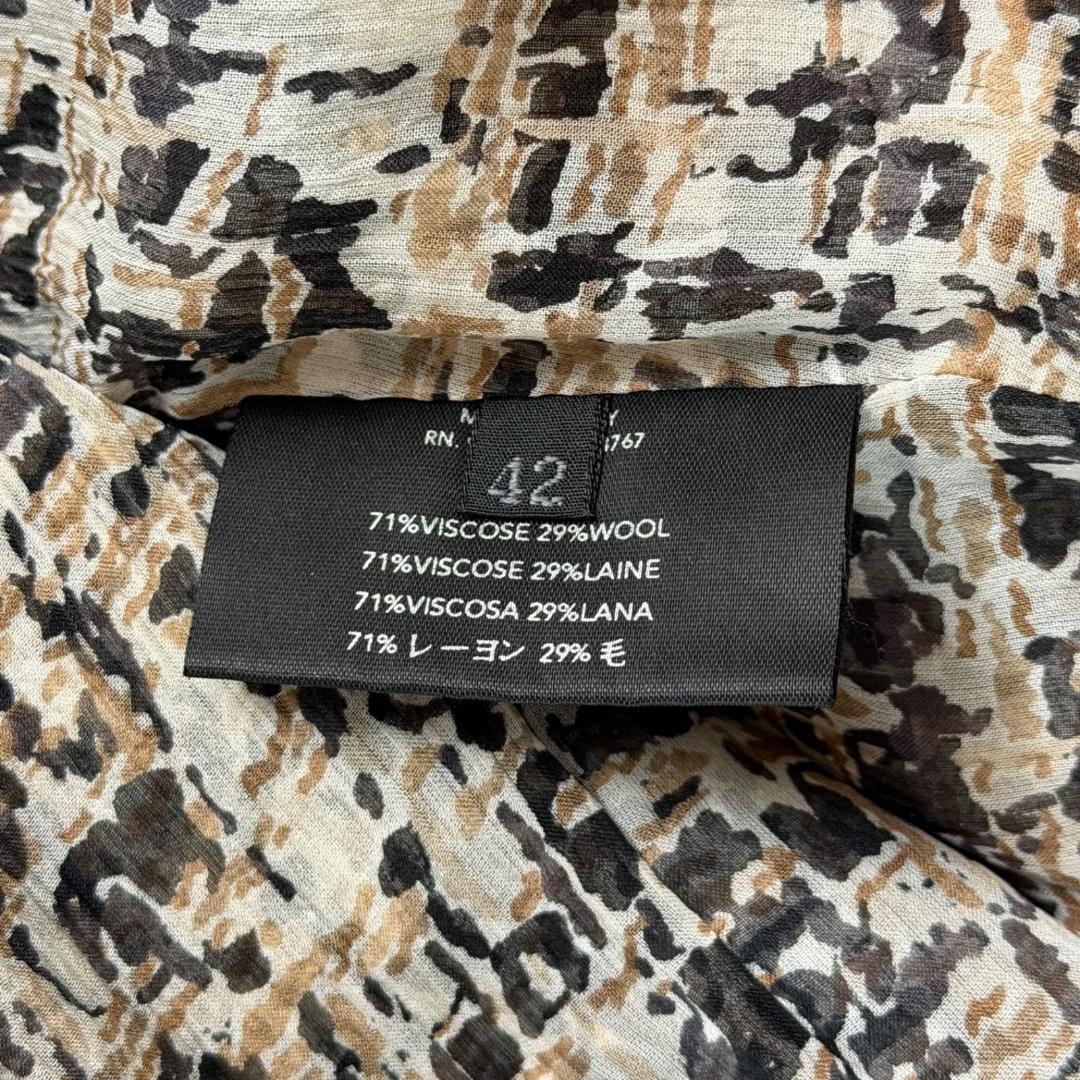 RN.
42
71%VISCOSE 29%WOOL
71%VISCOSE 29%LAINE
71%VISCOSA 29%LANA
71% レーヨン 29% 毛